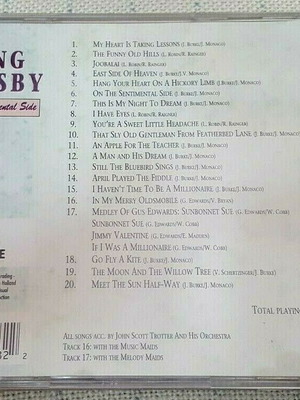 NG
SBY
ental Side
1. My Heart Is Taking Lessons (J. Burke/J. Monaco)
2. The Funny Old Hills (L. Robin/R. Rainger)
3. Joobalai (L. Robin/R. Rainger)
4. East Side Of Heaven (J. Burke/J.V. Monaco)
5. Hang Your Heart On A Hickory Limb (J. Burke/J. Monaco)
6. On The Sentimental Side (J. Burke/J. Monaco)
7. This Is My Night To Dream (J. Burke/J. Monaco)
8. I Have Eyes (L. Robin/R. Rainger)
9. You're A Sweet Little Headache (L. Robin/R. Rainger)
10. That Sly Old Gentleman From Featherbed Lane (J. Burke/J. Monaco)
11. An Apple For The Teacher (J. Burke/J. Monaco)
12. A Man And His Dream (J. Burke/J. Monaco)
13. Still The Bluebird Sings (J. Burke/J. Monaco)
14. April Played The Fiddle (J. Burke/J. Monaco)
15. I Haven't Time To Be A Millionaire (J. Burke/J. Monaco)
16. In My Merry Oldsmobile (G. Edwards/V. Bryan)
17. Medley Of Gus Edwards: Sunbonnet Sue (G. Edwards/W. Cobb)
Sunbonnet Sue (G. Edwards/W. Cobb)
Jimmy Valentine (G. Edwards/E. Madden)
If I Was A Millionaire (G. Edwards/W. Cobb)
18. Go Fly A Kite (J. Burke/J. Monaco)
19. The Moon And The Willow Tree (V. Schertzinger/J. Burke)
20. Meet The Sun Half-Way (J. Burke/J. Monaco)
Total playing
All songs acc. by John Scott Trotter And His Orchestra
Track 16: with the Music Maids
Track 17: with the Melody Maids
E
Holland
32 2